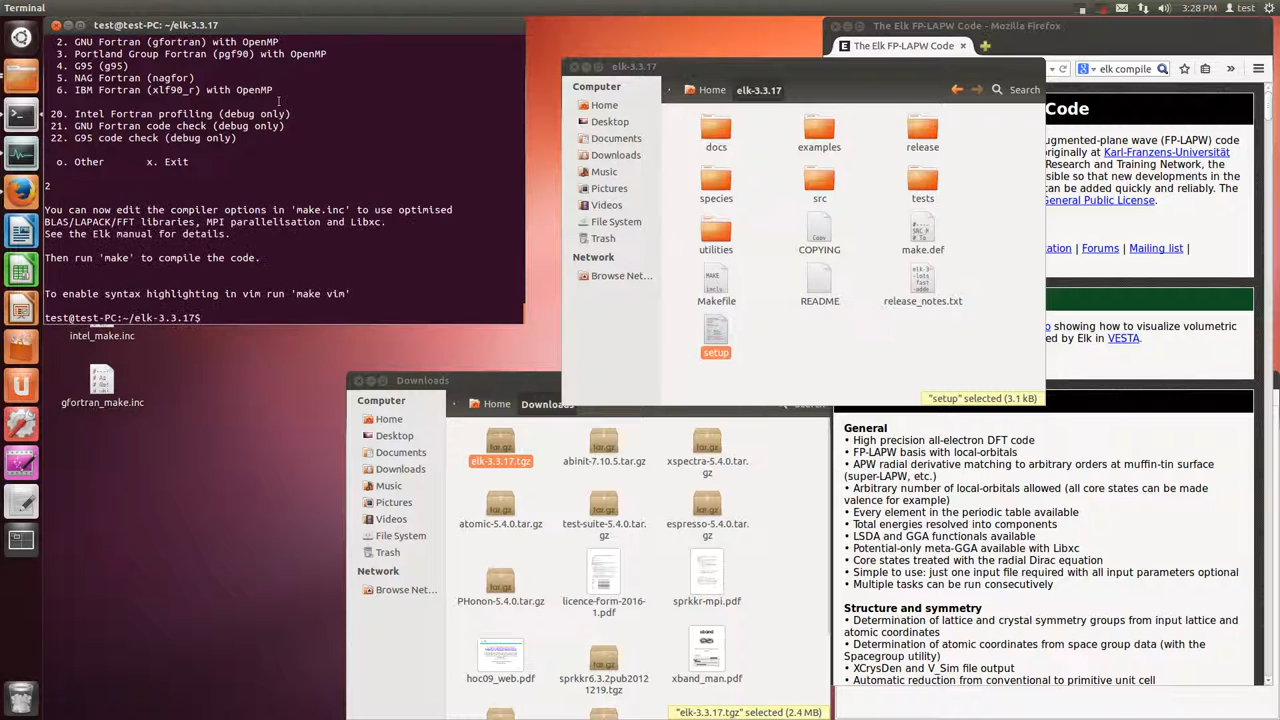 Terminal
3:28 PM
test
test@test-PC: ~/elk-3.3.17
2. GNU Fortran (gfortran) with OpenMP
3. Portland Group Fortran (pgf90) with OpenMP
4. G95 (g95)
5. NAG Fortran (nagfor)
6. IBM Fortran (xlf90_r) with OpenMP
20. Intel Fortran profiling (debug only)
21. GNU Fortran code check (debug only)
22. G95 code check (debug only)
o. Other x. Exit
2
You can now edit the compiler options in 'make.inc' to use optimised
BLAS/LAPACK/FFT libraries, MPI parallelisation and Libxc.
See the Elk manual for details.
Then run 'make' to compile the code.
To enable syntax highlighting in vim run 'make vim'
test@test-PC:~/elk-3.3.17$
intel_make.inc
gfortran_make.inc
elk-3.3.17
Computer
Home
Desktop
Documents
Downloads
Music
Pictures
Videos
File System
Trash
Network
Browse Net...
Home
elk-3.3.17
Search
docs
examples
release
species
src
tests
utilities
COPYING
make.def
Makefile
README
release_notes.txt
setup
"setup" selected (3.1 kB)
Downloads
Computer
Home
Desktop
Documents
Downloads
Music
Pictures
Videos
File System
Trash
Network
Browse Net...
Home
Downloads
elk-3.3.17.tgz
abinit-7.10.5.tar.gz
xspectra-5.4.0.tar.
gz
atomic-5.4.0.tar.gz
test-suite-5.4.0.tar.
gz
espresso-5.4.0.tar.
gz
PHonon-5.4.0.tar.gz
licence-form-2016-
1.pdf
sprkkr-mpi.pdf
hoc09_web.pdf
sprkkr6.3.2pub2012
1219.tgz
xband_man.pdf
"elk-3.3.17.tgz" selected (2.4 MB)
The Elk FP-LAPW Code - Mozilla Firefox
The Elk FP-LAPW Code
elk compile
Code
ugmented-plane wave (FP-LAPW) code
originally at Karl-Franzens-Universität
Research and Training Network, the
sible so that new developments in the
can be added quickly and reliably. The
General Public License.
tation | Forums | Mailing list |
o showing how to visualize volumetric
ed by Elk in VESTA.
General
• High precision all-electron DFT code
• FP-LAPW basis with local-orbitals
• APW radial derivative matching to arbitrary orders at muffin-tin surface
(super-LAPW, etc.)
• Arbitrary number of local-orbitals allowed (all core states can be made
valence for example)
• Every element in the periodic table available
• Total energies resolved into components
• LSDA and GGA functionals available
• Potential-only meta-GGA available with Libxc
• Core states treated with the radial Dirac equation
• Simple to use: just one input file required with all input parameters optional
• Multiple tasks can be run consecutively
Structure and symmetry
• Determination of lattice and crystal symmetry groups from input lattice and
atomic coordinates
• Determination of atomic coordinates from space group data (with the
Spacegroup utility)
• XCrysDen and V_Sim file output
• Automatic reduction from conventional to primitive unit cell